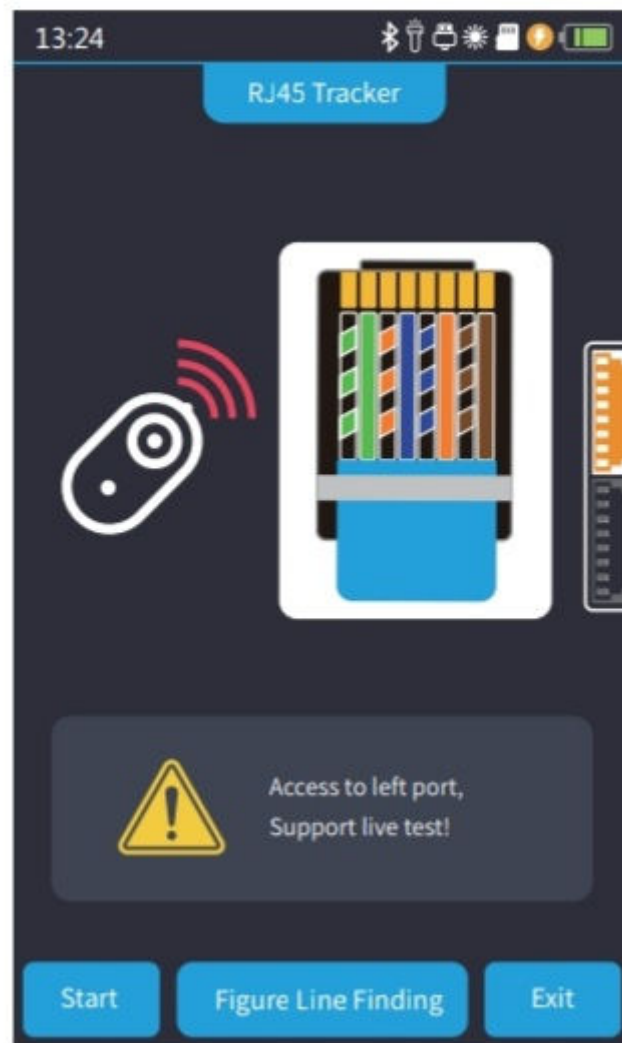 13:24
RJ45 Tracker
Access to left port,
Support live test!
Start
Figure Line Finding
Exit